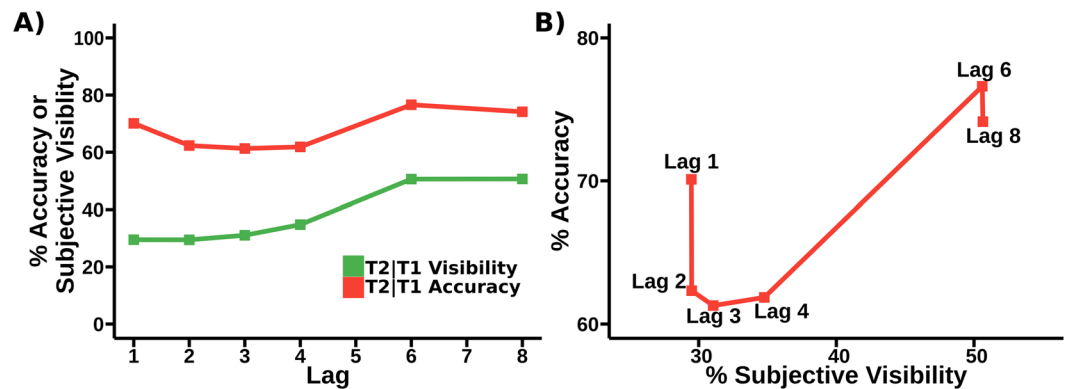 A)
% Accuracy or
Subjective Visiblity
100
80
60
40
20
0
1 2 3 4 5 6 7 8
Lag
T2|T1 Visibility
T2|T1 Accuracy
B)
% Accuracy
80
70
60
Lag 6
Lag 8
Lag 1
Lag 2
Lag 3
Lag 4
30 40 50
% Subjective Visibility